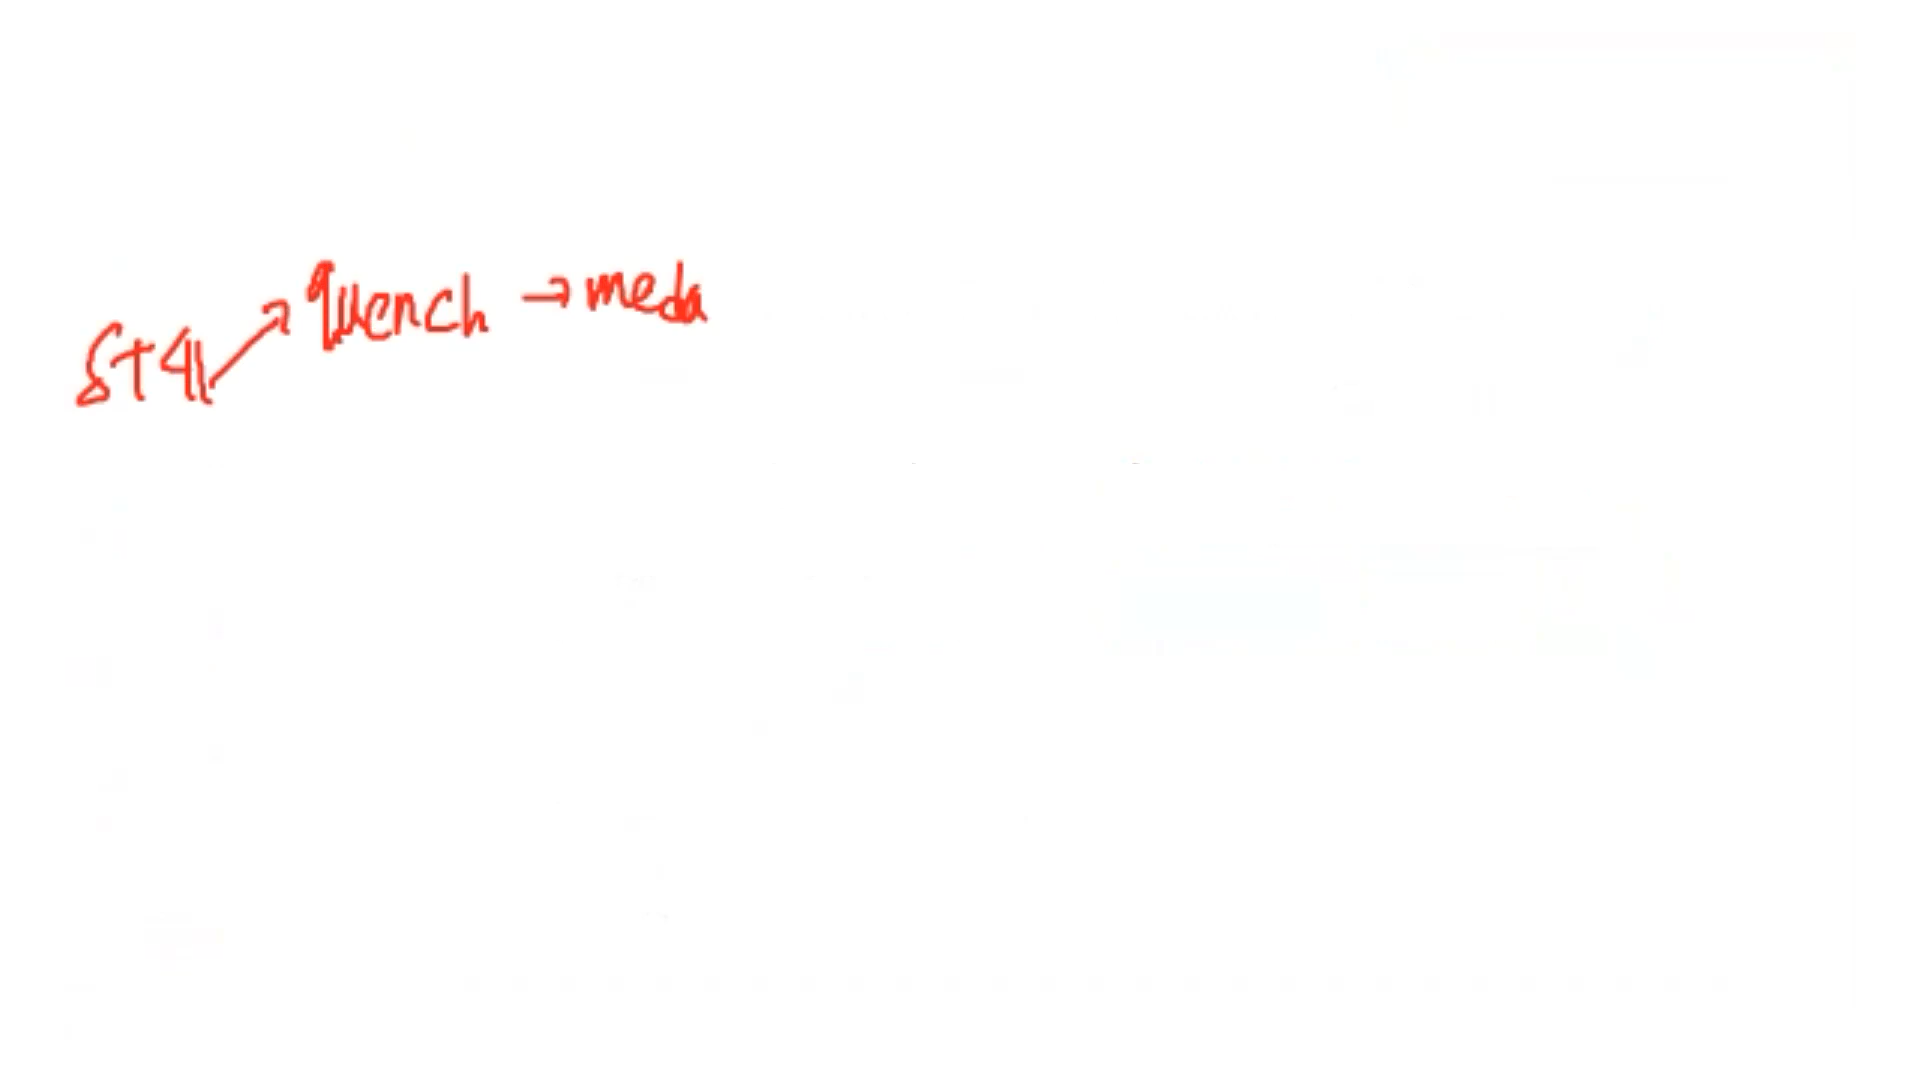 St41 → quench → meda